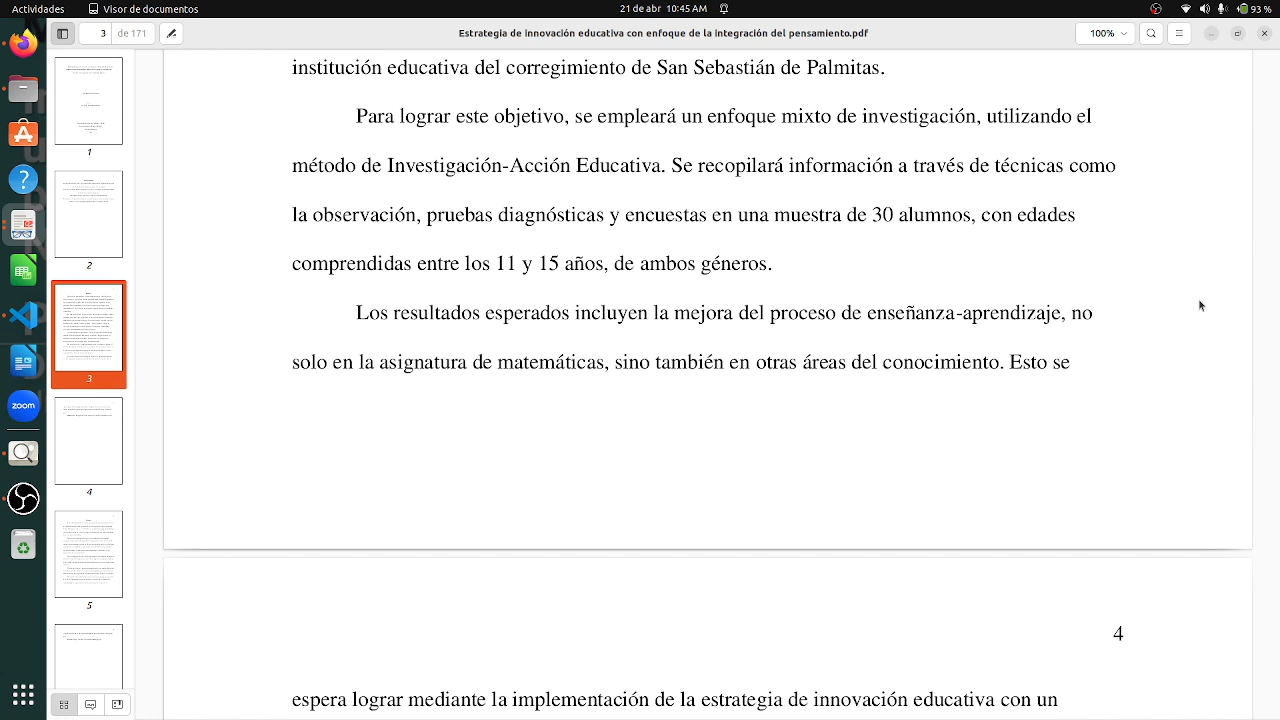 Actividades
Visor de documentos
21 de abr 10:45 AM
93 %
3
de 171
Estrategia de innovación educativa con enfoque de la integración del pensamiento.pdf
100%
institución educativa del corregimiento de San Sebastián de Palmitas.
Para lograr este objetivo, se empleará un enfoque mixto de investigación, utilizando el
método de Investigación-Acción Educativa. Se recopilará información a través de técnicas como
la observación, pruebas diagnósticas y encuestas en una muestra de 30 alumnos, con edades
comprendidas entre los 11 y 15 años, de ambos géneros.
Los resultados esperados incluyen la mejora del proceso de enseñanza-aprendizaje, no
solo en la asignatura de matemáticas, sino también en otras áreas del conocimiento. Esto se
4
espera lograr mediante la implementación de la estrategia de innovación educativa con un
1
2
3
4
5
zoom